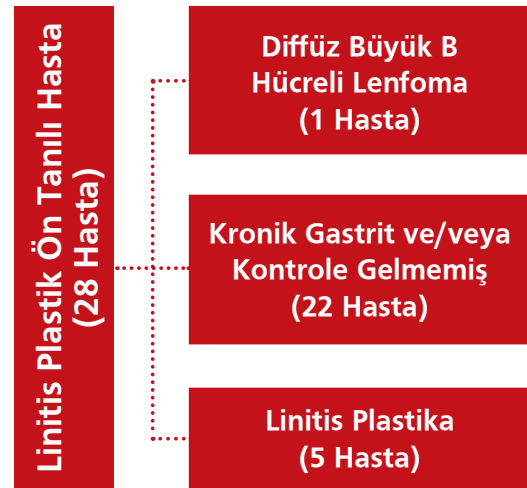 Linitis Plastik Ön Tanılı Hasta
(28 Hasta)
Diffüz Büyük B
Hücreli Lenfoma
(1 Hasta)
Kronik Gastrit ve/veya
Kontrole Gelmemiş
(22 Hasta)
Linitis Plastika
(5 Hasta)